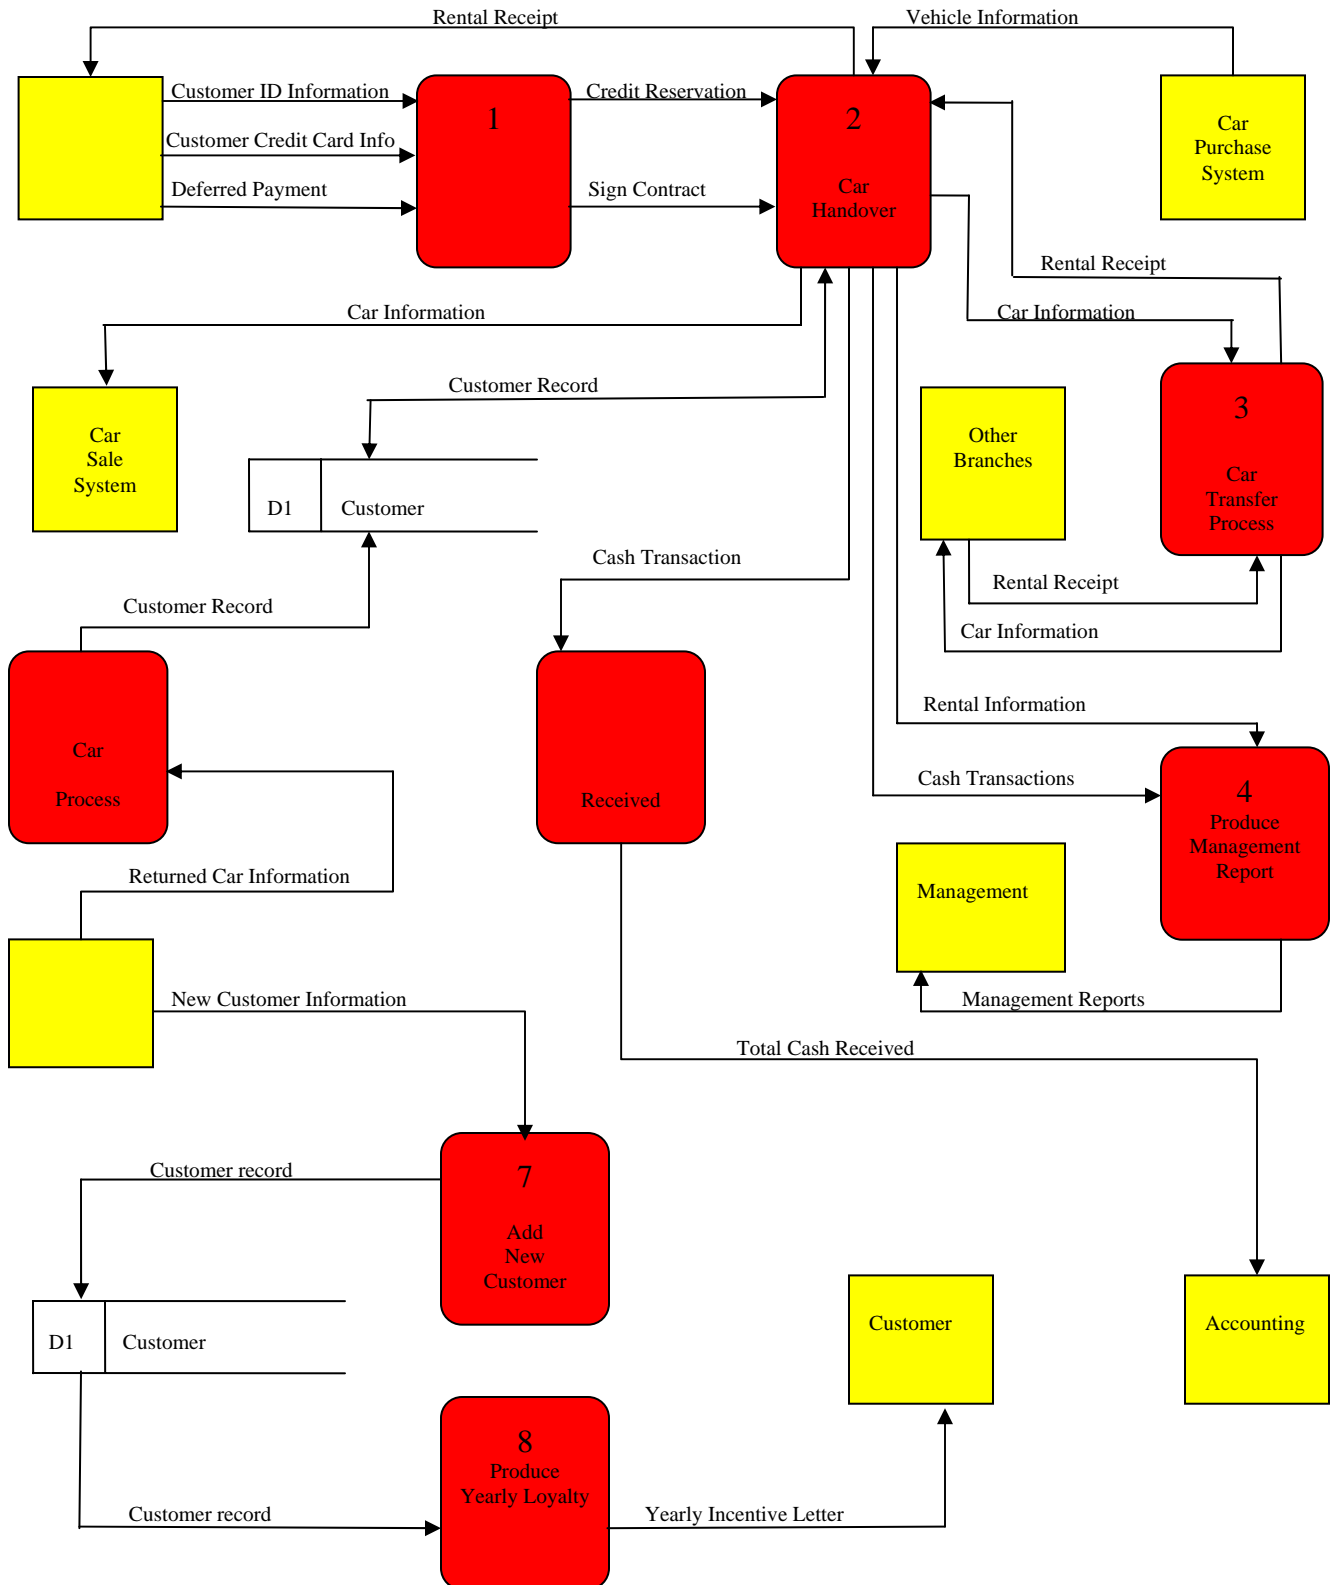 Rental Receipt
Vehicle Information
Customer ID Information
Customer Credit Card Info
Deferred Payment
1
Credit Reservation
Sign Contract
2
Car
Handover
Car
Purchase
System
Rental Receipt
Car Information
Car Information
Customer Record
Car
Sale
System
D1
Customer
Other
Branches
3
Car
Transfer
Process
Cash Transaction
Rental Receipt
Car Information
Customer Record
Car
Process
Received
Rental Information
Cash Transactions
4
Produce
Management
Report
Management
Returned Car Information
New Customer Information
Management Reports
Total Cash Received
7
Add
New
Customer
Customer record
D1
Customer
Customer
Accounting
8
Produce
Yearly Loyalty
Customer record
Yearly Incentive Letter